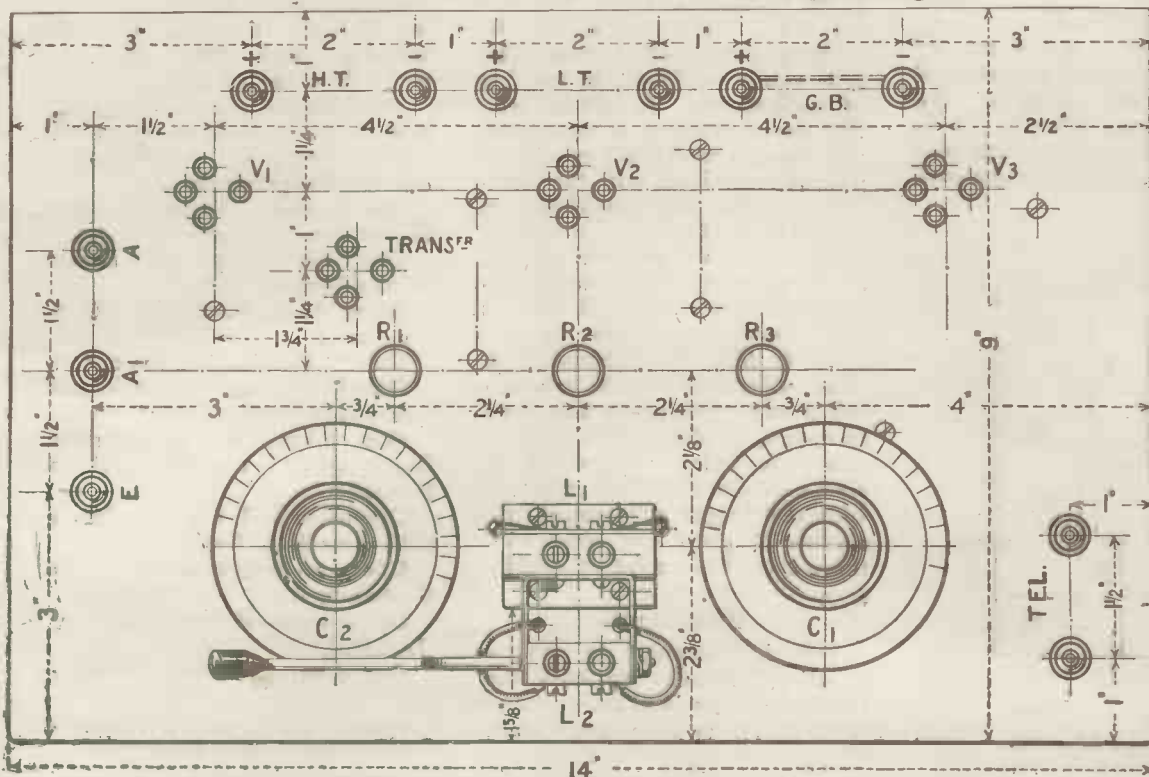 3" 2" 1" 2" 1" 2" 3"
+ - + - + -
H.T. L.T. G.B.
1"
1" 1½" 4½" 4½" 2½"
1¼"
V1 V2 V3
A TRANSFR
1"
1½" 1¼"
1¾"
R1 R2 R3
A1 9"
3" ¾" 2¼" 2¼" ¾" 4"
1½" 2⅛"
E L1 1"
3" C2 C1 TEL. 1½"
2⅜"
1⅝" L2 1"
14"